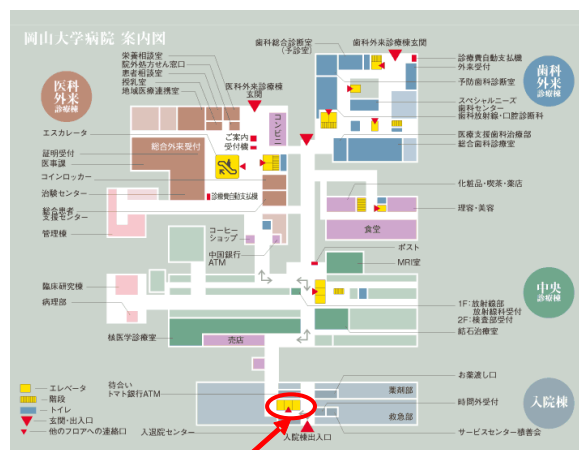 岡山大学病院 案内図
医科
外来
診療棟
栄養相談室
院外処方せん窓口
患者相談室
授乳室
地域医療連携室
医科外来診療棟
玄関
歯科総合診断室
(予診室)
歯科外来診療棟玄関
診療費自動支払機
外来受付
歯科
外来
診療棟
予防歯科診断室
スペシャルニーズ
歯科センター
歯科放射線・口腔診断科
医療支援歯科治療部
総合歯科診療室
エスカレータ
証明受付
医事課
コインロッカー
治験センター
総合患者
支援センター
管理棟
総合外来受付
ご案内
受付機
コンビニ
診療費自動支払機
コーヒー
ショップ
中国銀行
ATM
化粧品・喫茶・薬店
理容・美容
食堂
ポスト
MRI室
中央
診療棟
臨床研究棟
病理部
核医学診療室
売店
1F:放射線部
放射線科受付
2F:検査部受付
結石治療室
待合い
トマト銀行ATM
お薬渡し口
薬剤部
時間外受付
救急部
入院棟
入退院センター
入院棟出入口
サービスセンター積善会
エレベータ
階段
トイレ
玄関・出入口
他のフロアへの連絡口